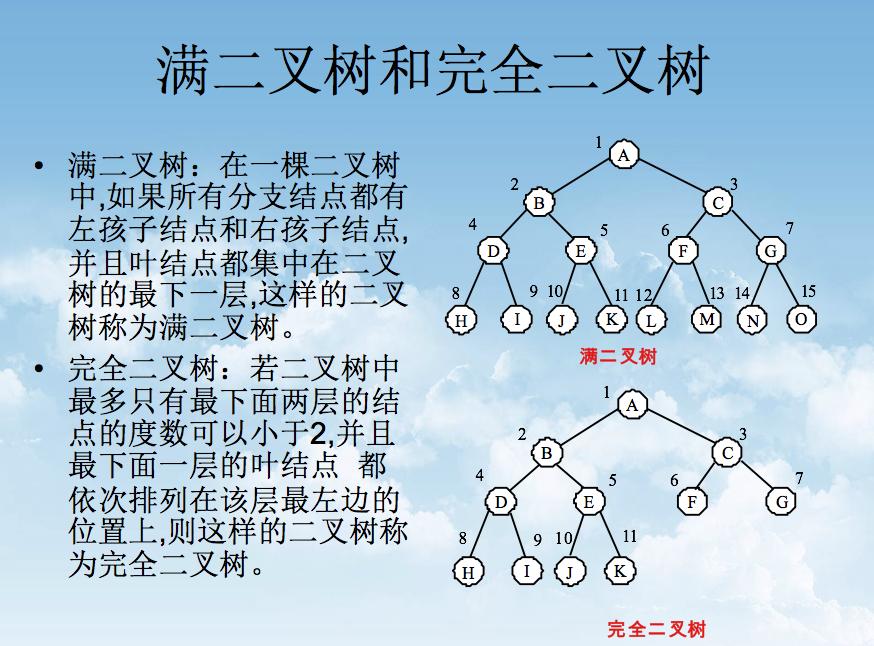 满二叉树和完全二叉树
• 满二叉树：在一棵二叉树
中,如果所有分支结点都有
左孩子结点和右孩子结点,
并且叶结点都集中在二叉
树的最下一层,这样的二叉
树称为满二叉树。
• 完全二叉树：若二叉树中
最多只有最下面两层的结
点的度数可以小于2,并且
最下面一层的叶结点 都
依次排列在该层最左边的
位置上,则这样的二叉树称
为完全二叉树。
1
A
2 3
B C
4 5 6 7
D E F G
8 9 10 11 12 13 14 15
H I J K L M N O
满二叉树
1
A
2 3
B C
4 5 6 7
D E F G
8 9 10 11
H I J K
完全二叉树